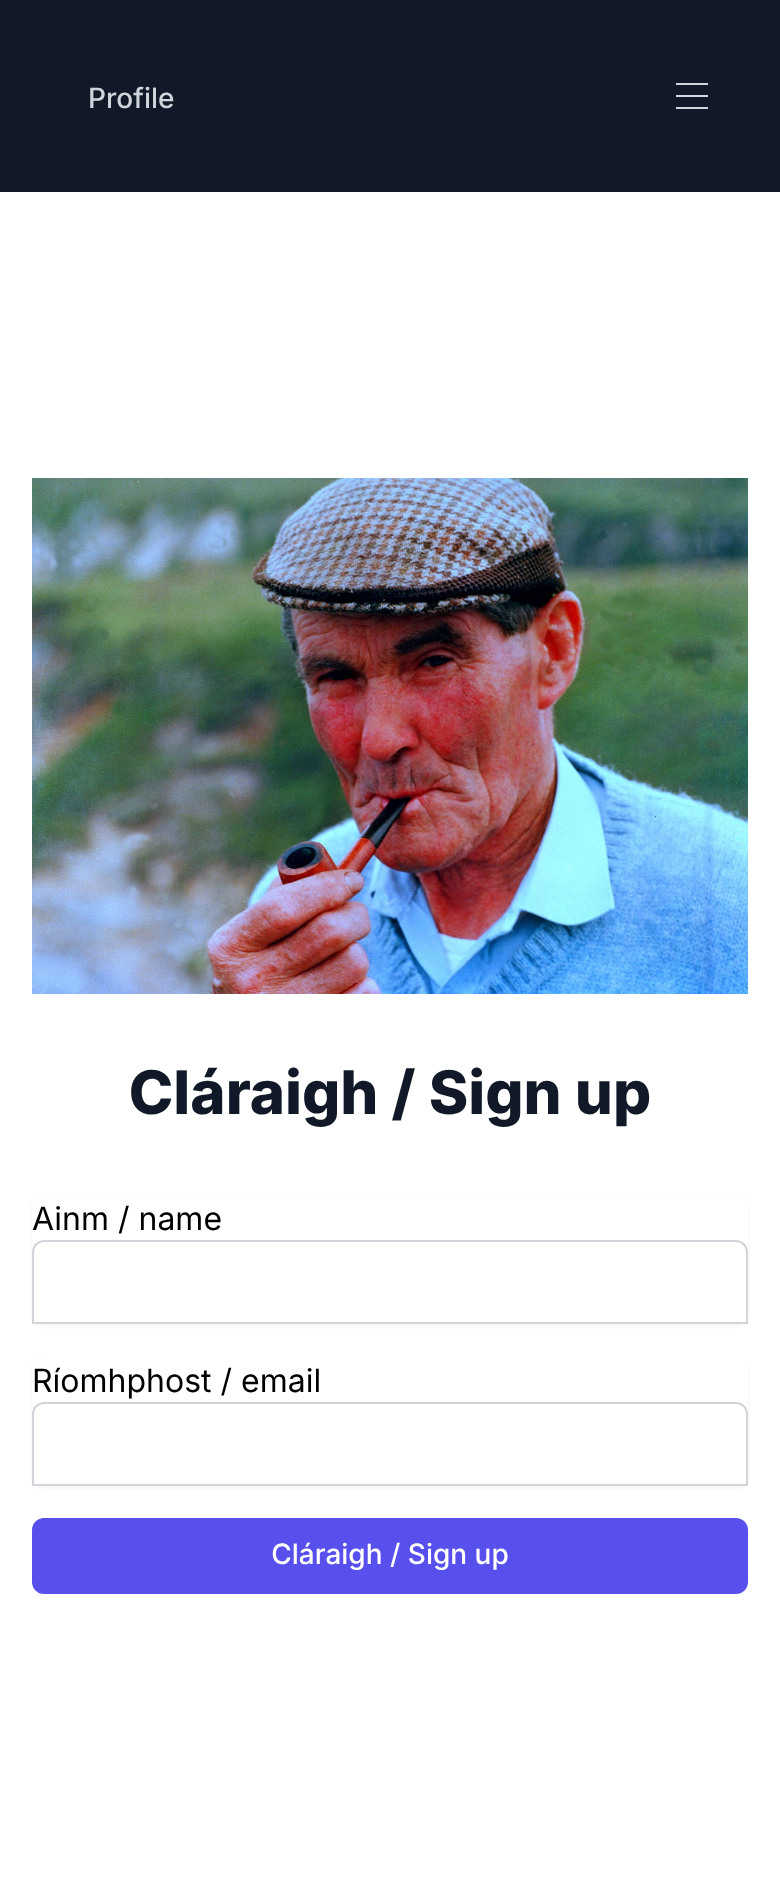 Profile
Cláraigh / Sign up
Ainm / name
Ríomhphost / email
Cláraigh / Sign up